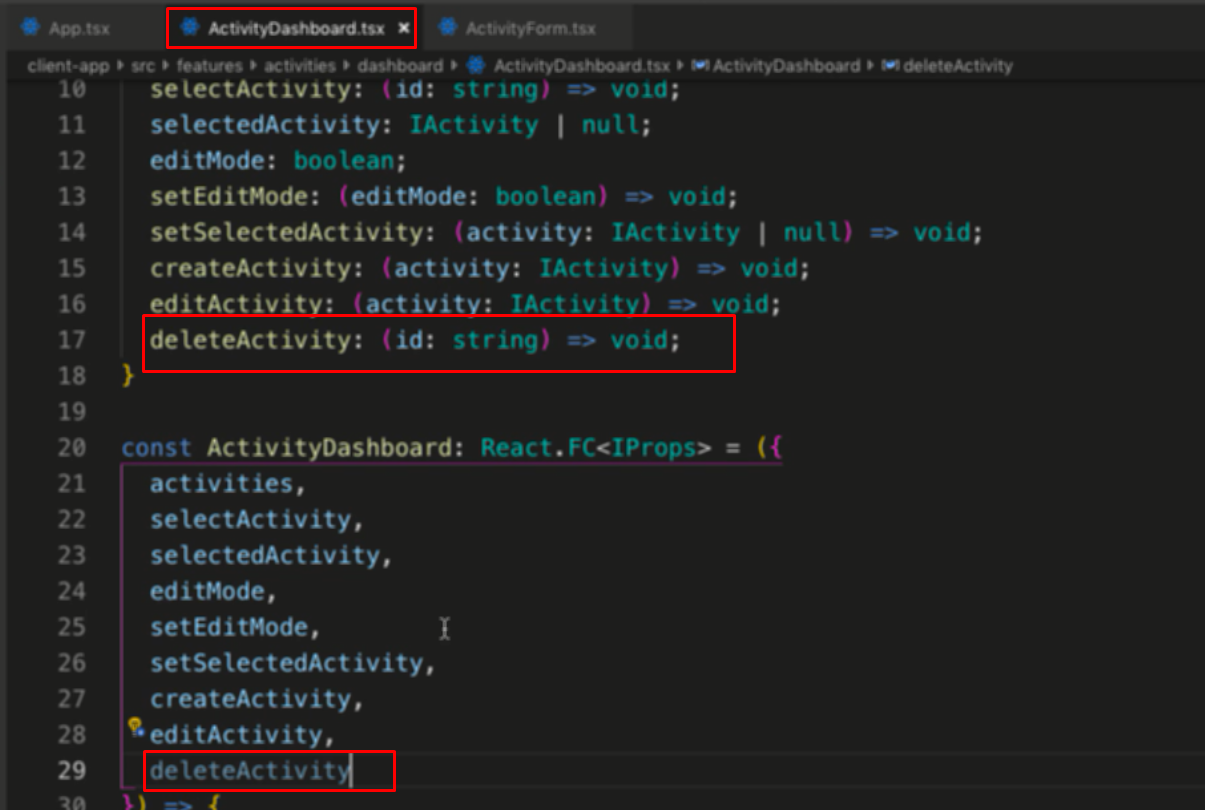 App.tsx ActivityDashboard.tsx × ActivityForm.tsx
client-app › src › features › activities › dashboard › ActivityDashboard.tsx › ActivityDashboard › deleteActivity
10 selectActivity: (id: string) => void;
11 selectedActivity: IActivity | null;
12 editMode: boolean;
13 setEditMode: (editMode: boolean) => void;
14 setSelectedActivity: (activity: IActivity | null) => void;
15 createActivity: (activity: IActivity) => void;
16 editActivity: (activity: IActivity) => void;
17 deleteActivity: (id: string) => void;
18 }
19
20 const ActivityDashboard: React.FC<IProps> = ({
21 activities,
22 selectActivity,
23 selectedActivity,
24 editMode,
25 setEditMode,
26 setSelectedActivity,
27 createActivity,
28 editActivity,
29 deleteActivity
30 }) => {